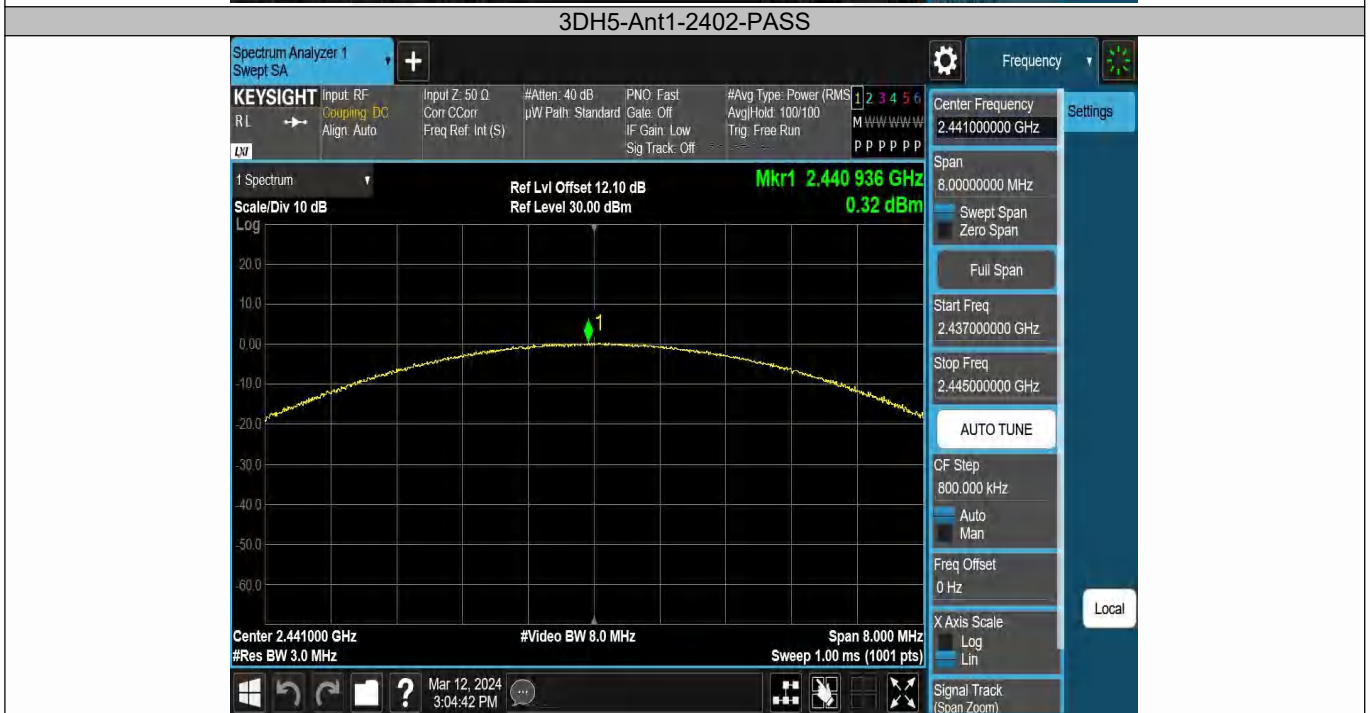 3DH5-Ant1-2402-PASS
Spectrum Analyzer 1
Swept SA
Frequency
KEYSIGHT
RL
LXI
Input: RF
Coupling: DC
Align: Auto
Input Z: 50 Ω
Corr CCorr
Freq Ref: Int (S)
#Atten: 40 dB
µW Path: Standard
PNO: Fast
Gate: Off
IF Gain: Low
Sig Track: Off
#Avg Type: Power (RMS
Avg|Hold: 100/100
Trig: Free Run
1 2 3 4 5 6
M W W W W W
P P P P P P
Center Frequency
2.441000000 GHz
Settings
1 Spectrum
Scale/Div 10 dB
Ref Lvl Offset 12.10 dB
Ref Level 30.00 dBm
Mkr1 2.440 936 GHz
0.32 dBm
Log
20.0
10.0
0.00
-10.0
-20.0
-30.0
-40.0
-50.0
-60.0
1
Center 2.441000 GHz
#Res BW 3.0 MHz
#Video BW 8.0 MHz
Span 8.000 MHz
Sweep 1.00 ms (1001 pts)
Span
8.00000000 MHz
Swept Span
Zero Span
Full Span
Start Freq
2.437000000 GHz
Stop Freq
2.445000000 GHz
AUTO TUNE
CF Step
800.000 kHz
Auto
Man
Freq Offset
0 Hz
X Axis Scale
Log
Lin
Local
Signal Track
(Span Zoom)
?
Mar 12, 2024
3:04:42 PM